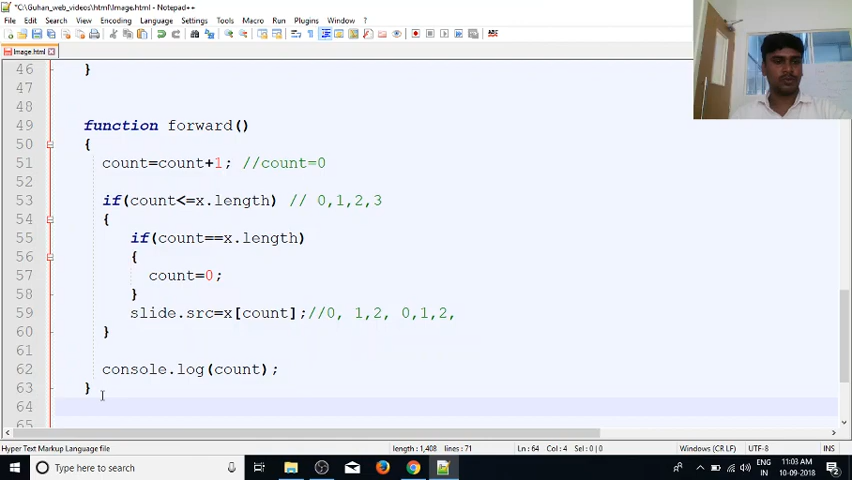 *C:\Guhan_web_videos\html\Image.html - Notepad++
File Edit Search View Encoding Language Settings Tools Macro Run Plugins Window ?
Image.html
46 }
47
48
49 function forward()
50 {
51 count=count+1; //count=0
52
53 if(count<=x.length) // 0,1,2,3
54 {
55 if(count==x.length)
56 {
57 count=0;
58 }
59 slide.src=x[count];//0, 1,2, 0,1,2,
60 }
61
62 console.log(count);
63 }
64
65
Hyper Text Markup Language file length : 1,408 lines : 71 Ln : 64 Col : 4 Sel : 0 | 0 Windows (CR LF) UTF-8 INS
Type here to search
ENG 11:03 AM
IN 10-09-2018
2